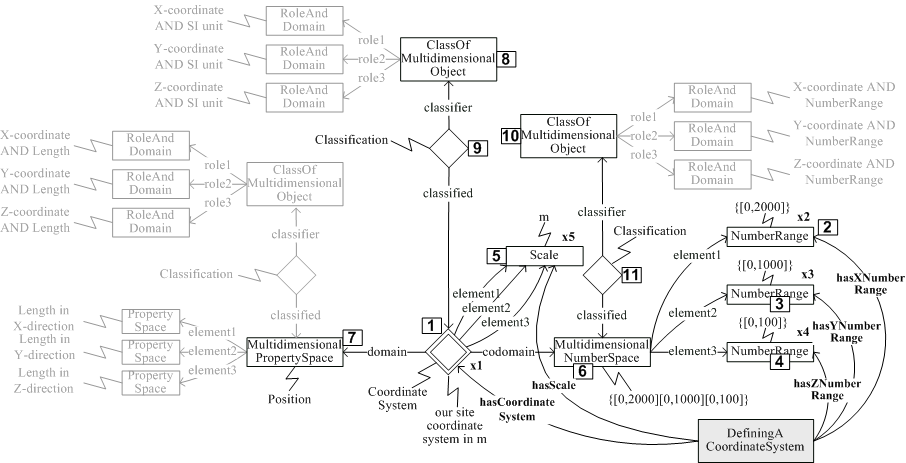 X-coordinate
AND SI unit
RoleAnd
Domain
role1
Y-coordinate
AND SI unit
RoleAnd
Domain
role2
Z-coordinate
AND SI unit
RoleAnd
Domain
role3
ClassOf
Multidimensional
Object
8
classifier
Classification
9
classified
10
ClassOf
Multidimensional
Object
role1
role2
role3
RoleAnd
Domain
X-coordinate AND
NumberRange
RoleAnd
Domain
Y-coordinate AND
NumberRange
RoleAnd
Domain
Z-coordinate AND
NumberRange
X-coordinate
AND Length
RoleAnd
Domain
role1
Y-coordinate
AND Length
RoleAnd
Domain
role2
Z-coordinate
AND Length
RoleAnd
Domain
role3
ClassOf
Multidimensional
Object
classifier
Classification
classified
classifier
Classification
11
classified
m
x5
5
Scale
element1
element2
element3
{[0,2000]}
x2
2
NumberRange
{[0,1000]}
x3
NumberRange
3
{[0,100]}
x4
NumberRange
4
element1
element2
element3
hasXNumber
Range
hasYNumber
Range
hasZNumber
Range
Length in
X-direction
Property
Space
element1
Length in
Y-direction
Property
Space
element2
Length in
Z-direction
Property
Space
element3
7
Multidimensional
PropertySpace
Position
domain
1
x1
codomain
Multidimensional
NumberSpace
6
{[0,2000][0,1000][0,100]}
Coordinate
System
our site
coordinate
system in m
hasScale
hasCoordinate
System
DefiningA
CoordinateSystem